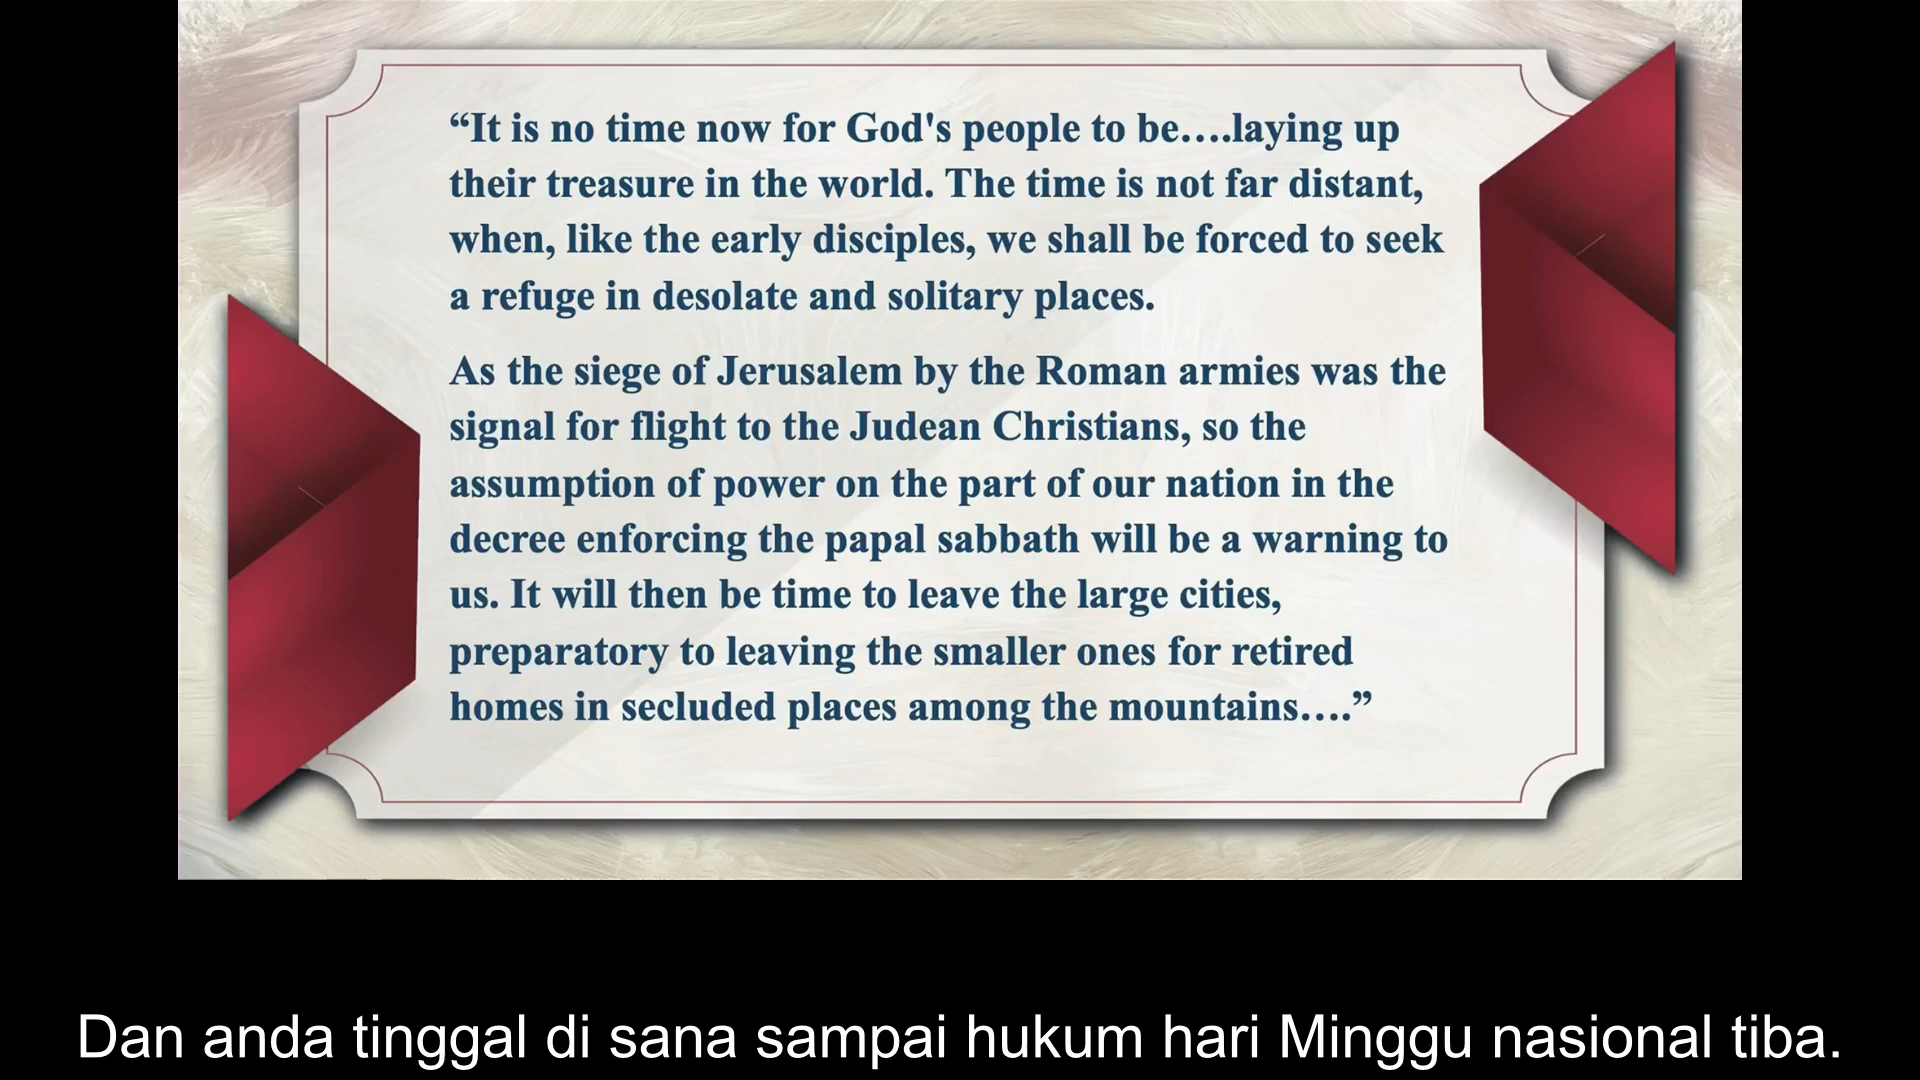 “It is no time now for God's people to be….laying up
their treasure in the world. The time is not far distant,
when, like the early disciples, we shall be forced to seek
a refuge in desolate and solitary places.
As the siege of Jerusalem by the Roman armies was the
signal for flight to the Judean Christians, so the
assumption of power on the part of our nation in the
decree enforcing the papal sabbath will be a warning to
us. It will then be time to leave the large cities,
preparatory to leaving the smaller ones for retired
homes in secluded places among the mountains….”
Dan anda tinggal di sana sampai hukum hari Minggu nasional tiba.